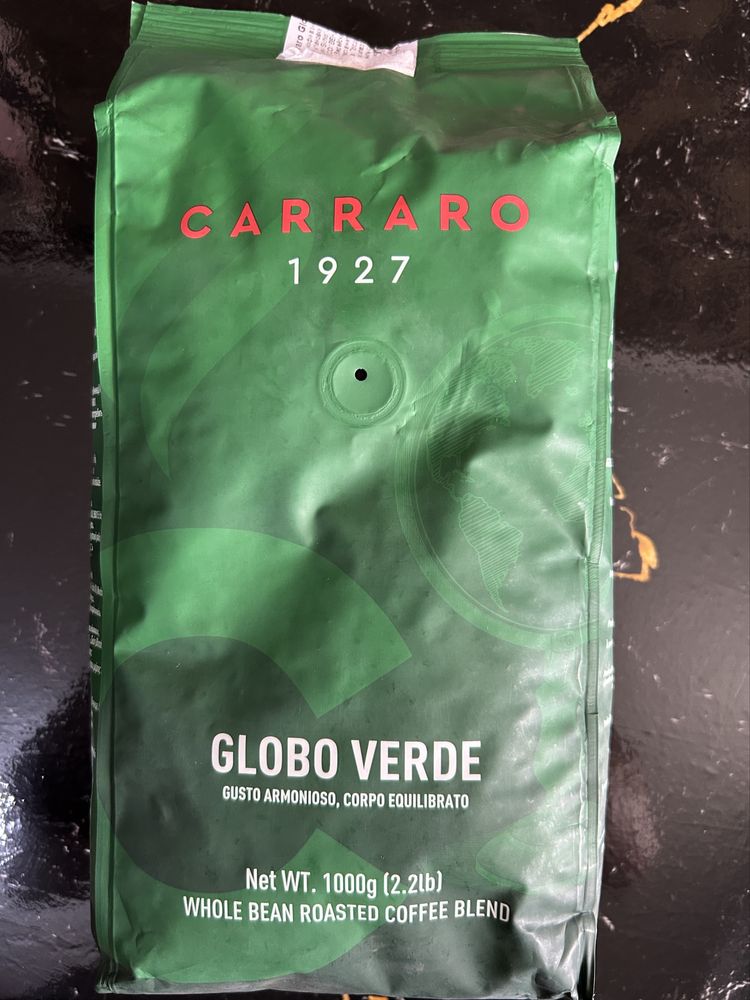 CARRARO
1927
GLOBO VERDE
GUSTO ARMONIOSO, CORPO EQUILIBRATO
Net WT. 1000g (2.2lb)
WHOLE BEAN ROASTED COFFEE BLEND